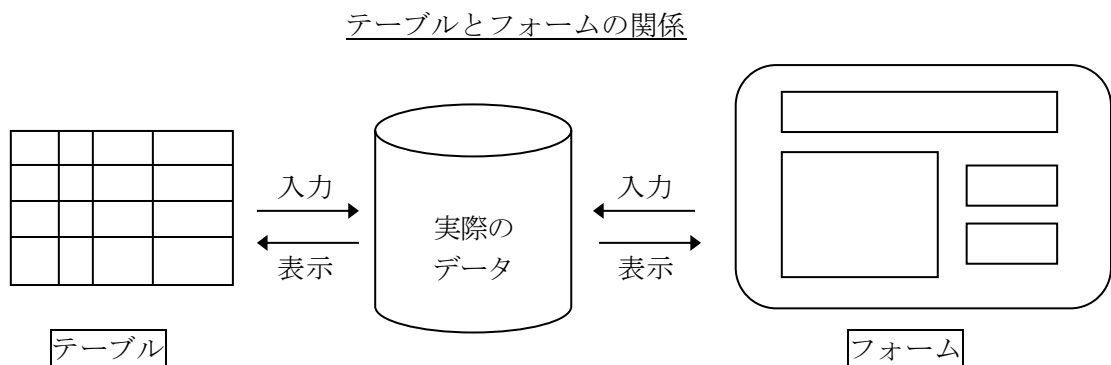 テーブルとフォームの関係
入力
表示
実際の
データ
入力
表示
テーブル
フォーム